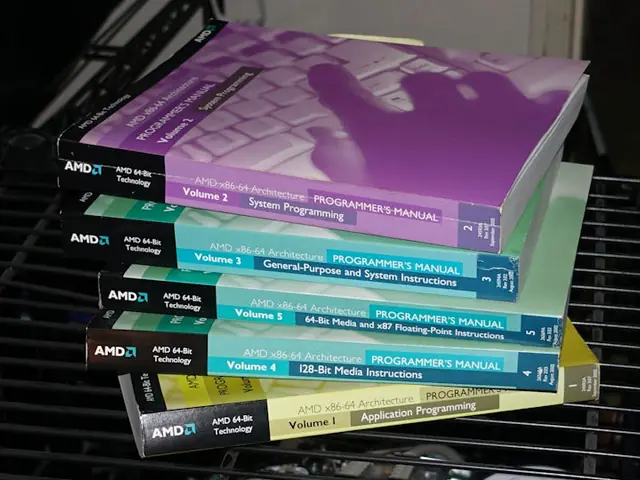 AMD
AMD 64-Bit Technology
AMD x86-64 Architecture
PROGRAMMER'S MANUAL
Volume 2
System Programming
AMD
AMD 64-Bit
Technology
AMD x86-64 Architecture PROGRAMMER'S MANUAL
Volume 2 System Programming
2
AMD
AMD 64-Bit
Technology
AMD x86-64 Architecture PROGRAMMER'S MANUAL
Volume 3 General-Purpose and System Instructions
3
AMD
AMD 64-Bit
Technology
AMD x86-64 Architecture PROGRAMMER'S MANUAL
Volume 5 64-Bit Media and x87 Floating-Point Instructions
5
AMD
AMD 64-Bit
Technology
AMD x86-64 Architecture PROGRAMMER'S MANUAL
Volume 4 128-Bit Media Instructions
4
AMD
AMD 64-Bit
Technology
AMD x86-64 Architecture
Volume 1 Application Programming
1